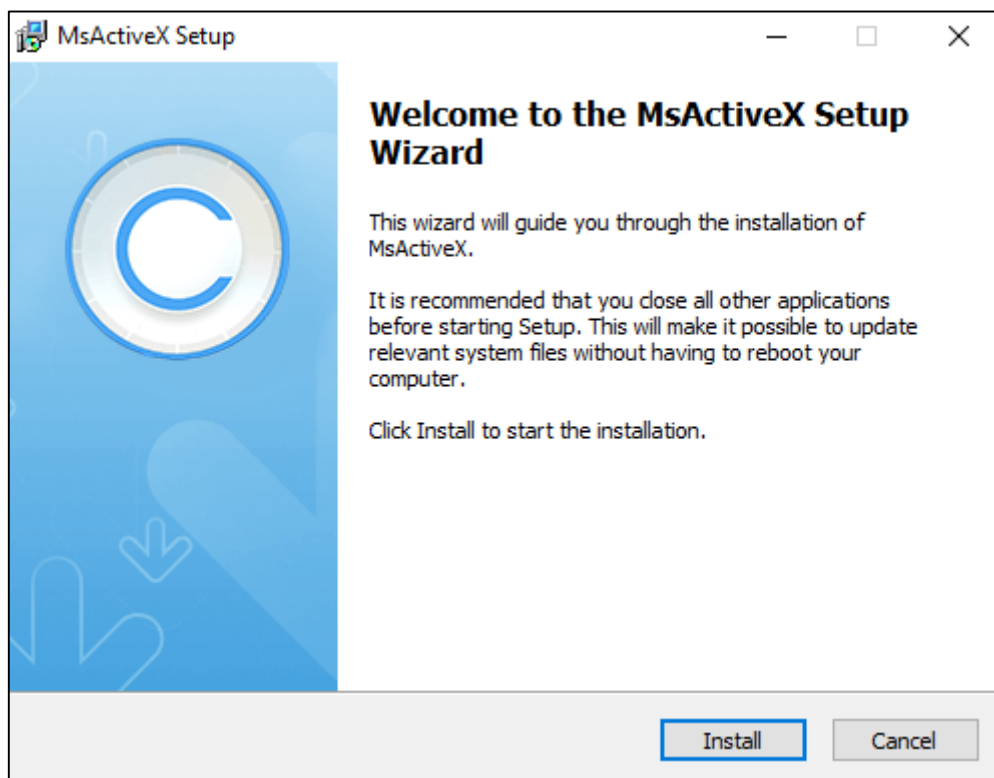 MsActiveX Setup
Welcome to the MsActiveX Setup
Wizard
This wizard will guide you through the installation of
MsActiveX.
It is recommended that you close all other applications
before starting Setup. This will make it possible to update
relevant system files without having to reboot your
computer.
Click Install to start the installation.
Install
Cancel